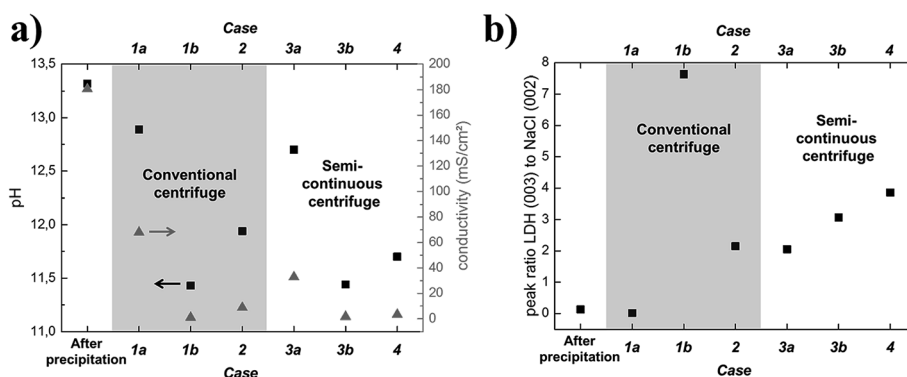 a)
Case
1a 1b 2 3a 3b 4
13,5
13,0
12,5
12,0
11,5
11,0
pH
200
180
160
140
120
100
80
60
40
20
0
conductivity (mS/cm²)
Conventional
centrifuge
Semi-
continuous
centrifuge
After
precipitation
1a 1b 2 3a 3b 4
Case
b)
Case
1a 1b 2 3a 3b 4
8
7
6
5
4
3
2
1
0
peak ratio LDH (003) to NaCl (002)
Conventional
centrifuge
Semi-
continuous
centrifuge
After
precipitation
1a 1b 2 3a 3b 4
Case